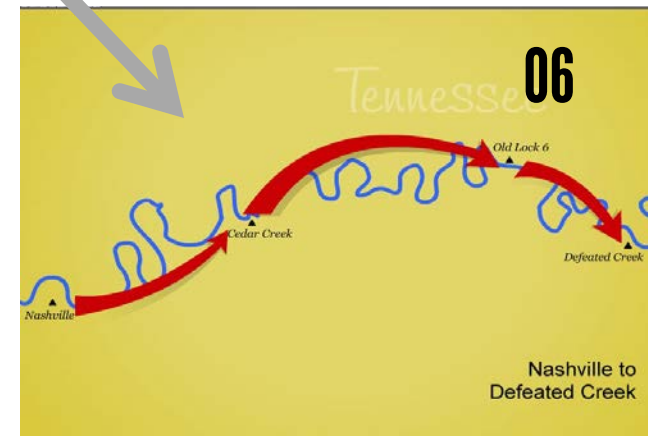 06
Tennessee
Old Lock 6
Cedar Creek
Defeated Creek
Nashville
Nashville to
Defeated Creek